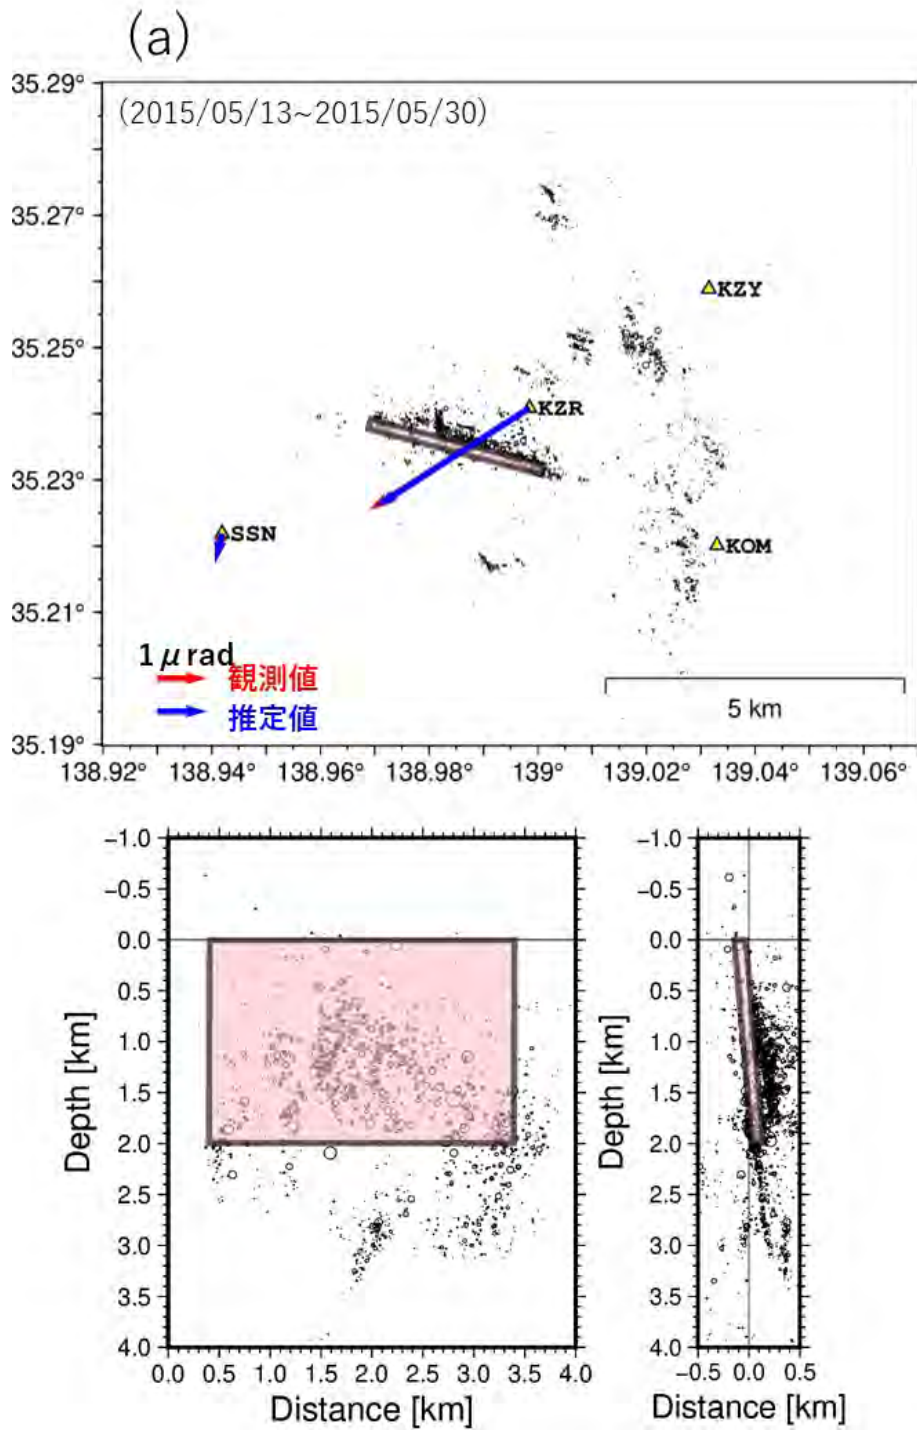 (a)
35.29°
(2015/05/13~2015/05/30)
35.27°
KZY
35.25°
KZR
35.23°
SSN
KOM
35.21°
1 μ rad
観測値
推定値
5 km
35.19°
138.92° 138.94° 138.96° 138.98° 139° 139.02° 139.04° 139.06°
-1.0 -1.0
-0.5 -0.5
0.0 0.0
0.5 0.5
1.0 1.0
1.5 1.5
2.0 2.0
2.5 2.5
3.0 3.0
3.5 3.5
4.0 4.0
Depth [km] Depth [km]
0.0 0.5 1.0 1.5 2.0 2.5 3.0 3.5 4.0 -0.5 0.0 0.5
Distance [km] Distance [km]